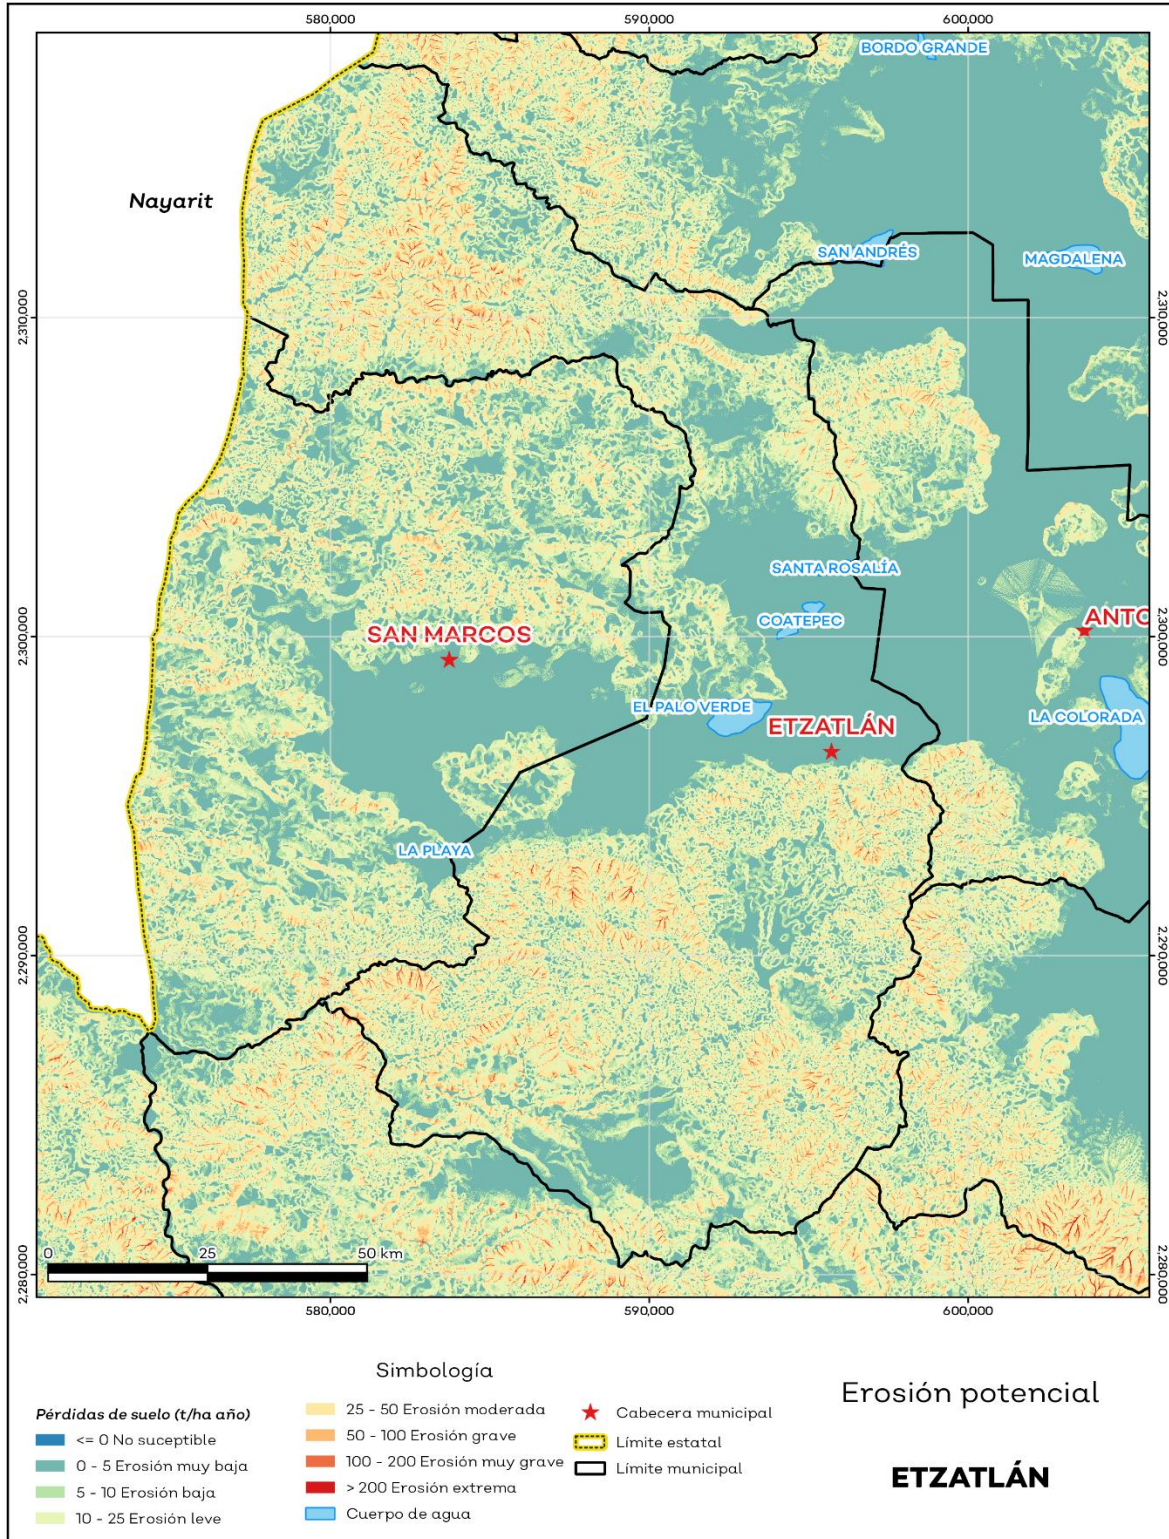 580,000
590,000
600,000
BORDO GRANDE
Nayarit
SAN ANDRÉS
MAGDALENA
2,310,000
2,310,000
SANTA ROSALÍA
COATEPEC
ANTO
2,300,000
2,300,000
SAN MARCOS
EL PALO VERDE
LA COLORADA
ETZATLÁN
LA PLAYA
2,290,000
2,290,000
0
25
50 km
2,280,000
2,280,000
580,000
590,000
600,000
Simbología
Pérdidas de suelo (t/ha año)
<= 0 No suceptible
0 - 5 Erosión muy baja
5 - 10 Erosión baja
10 - 25 Erosión leve
25 - 50 Erosión moderada
50 - 100 Erosión grave
100 - 200 Erosión muy grave
> 200 Erosión extrema
Cuerpo de agua
Cabecera municipal
Límite estatal
Límite municipal
Erosión potencial
ETZATLÁN